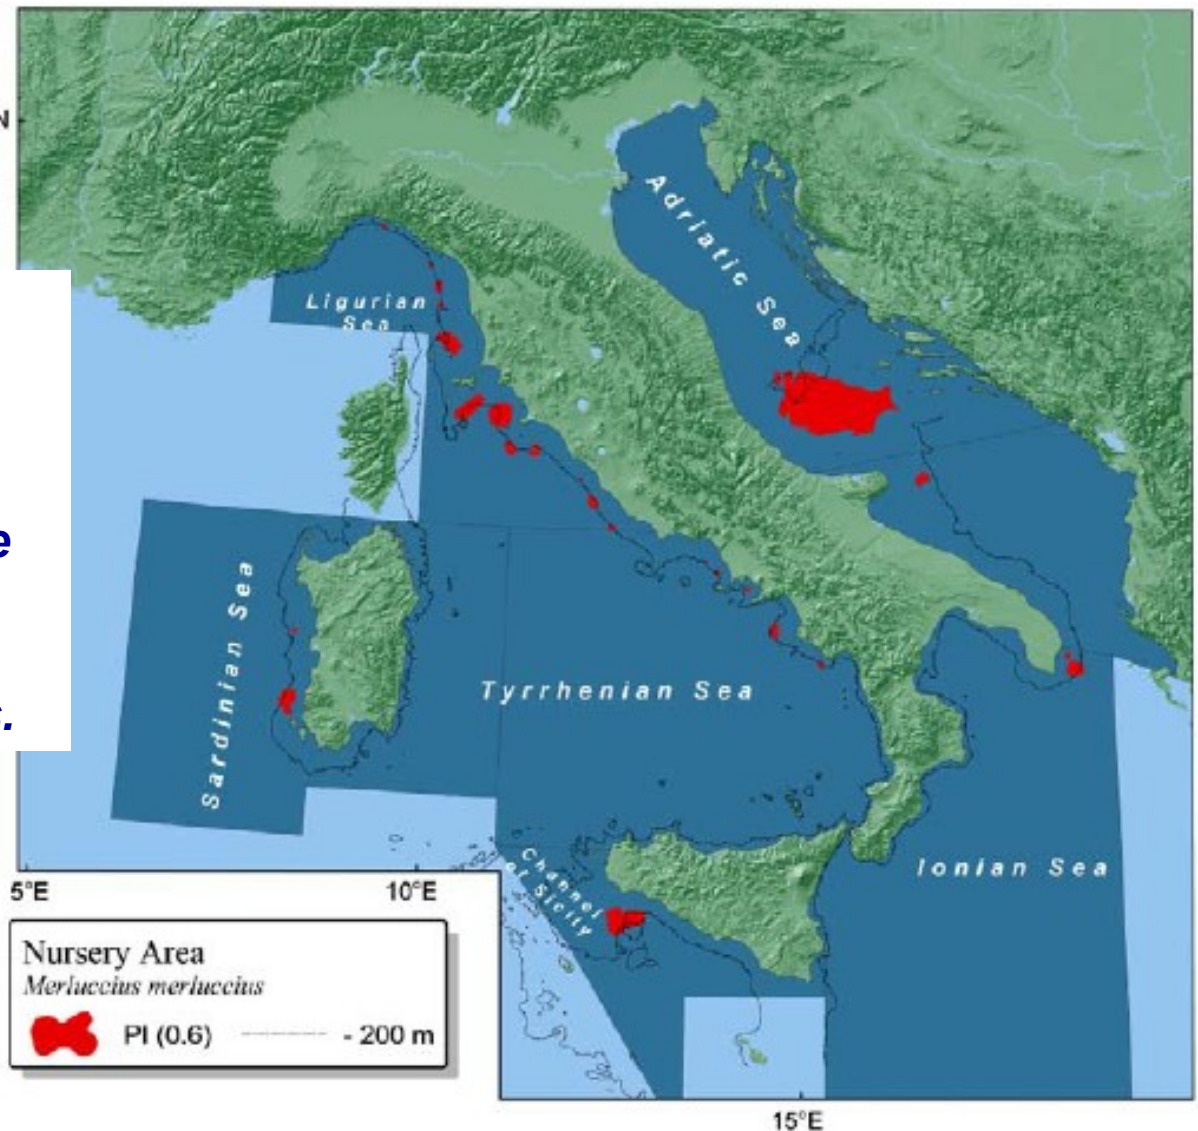 N
Adriatic Sea
Ligurian
Sea
e
s.
Sardinian Sea
Tyrrhenian Sea
Channel
of Sicily
Ionian Sea
5°E
10°E
15°E
Nursery Area
Merluccius merluccius
PI (0.6)
- 200 m